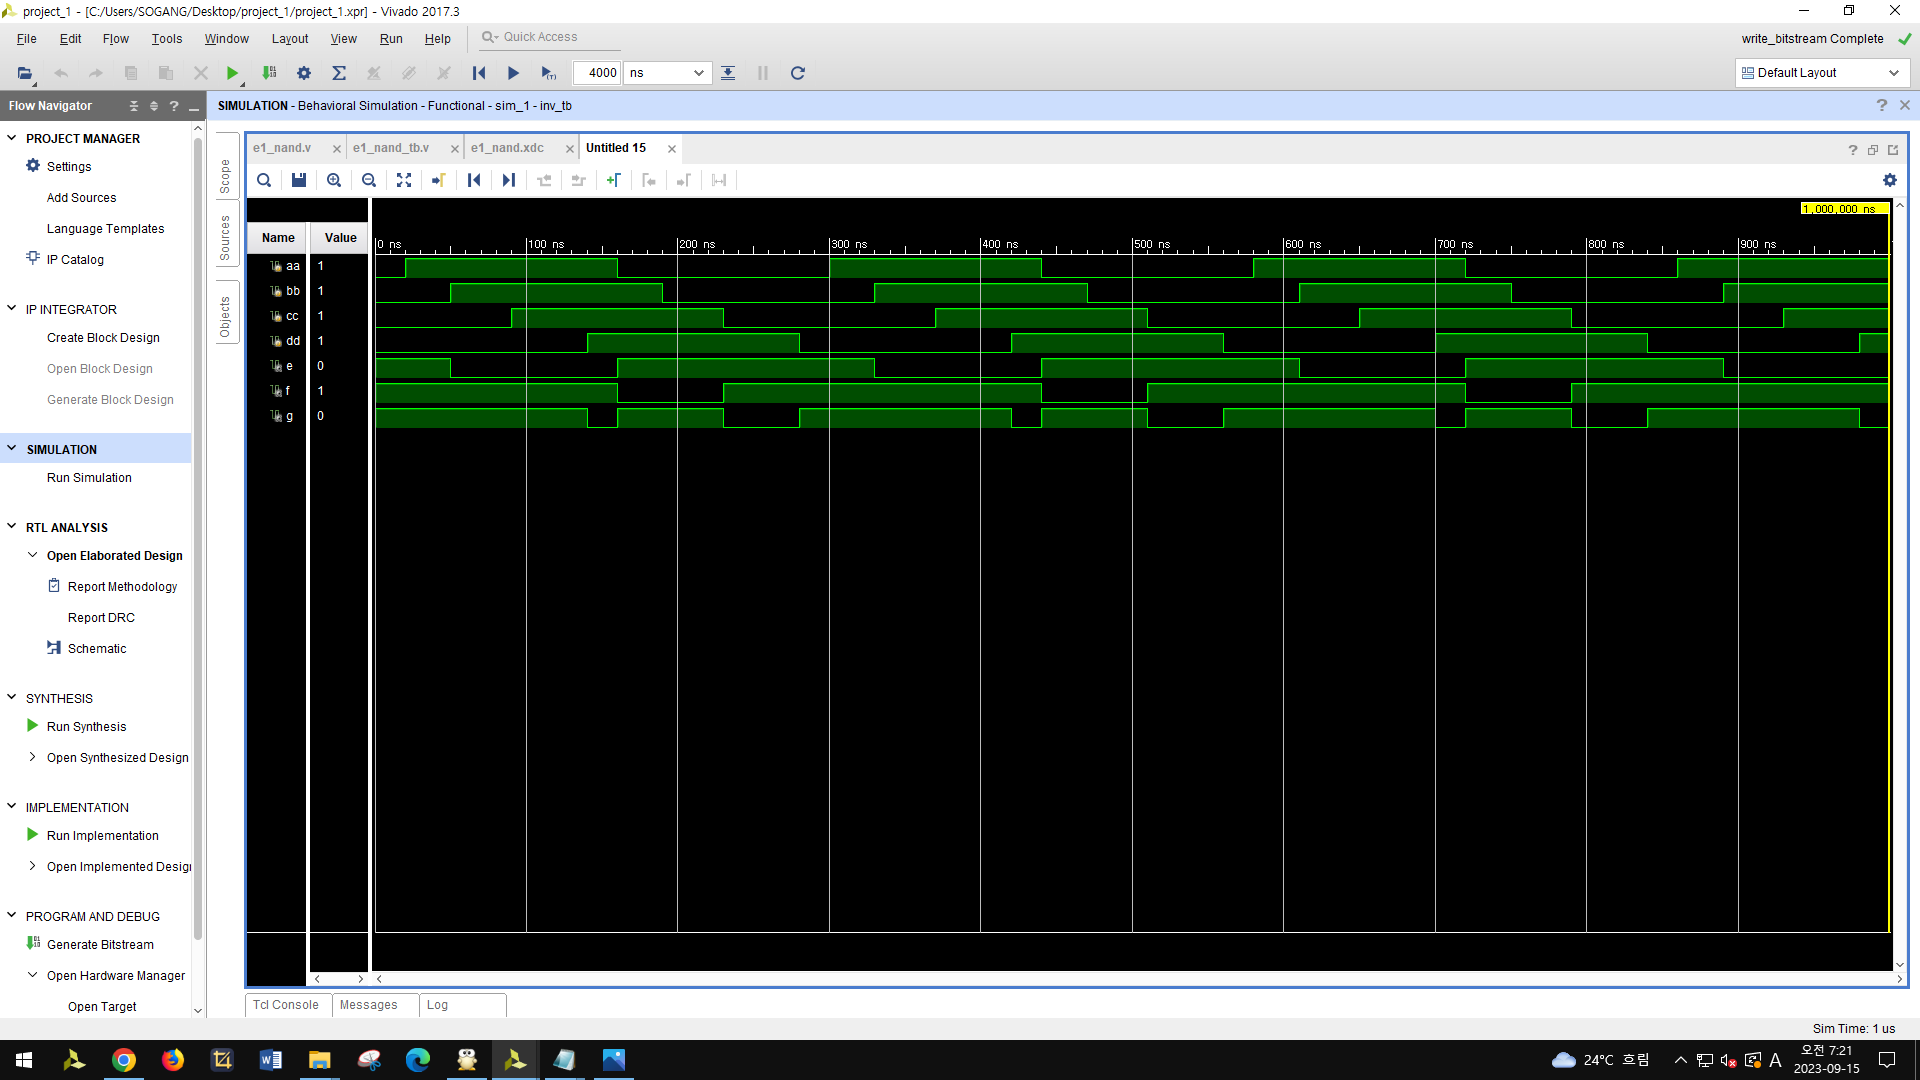 project_1 - [C:/Users/SOGANG/Desktop/project_1/project_1.xpr] - Vivado 2017.3
File Edit Flow Tools Window Layout View Run Help Quick Access
write_bitstream Complete
4000 ns
Default Layout
Flow Navigator
SIMULATION - Behavioral Simulation - Functional - sim_1 - inv_tb
PROJECT MANAGER
Settings
Add Sources
Language Templates
IP Catalog
IP INTEGRATOR
Create Block Design
Open Block Design
Generate Block Design
SIMULATION
Run Simulation
RTL ANALYSIS
Open Elaborated Design
Report Methodology
Report DRC
Schematic
SYNTHESIS
Run Synthesis
Open Synthesized Design
IMPLEMENTATION
Run Implementation
Open Implemented Desig
PROGRAM AND DEBUG
Generate Bitstream
Open Hardware Manager
Open Target
Scope
Sources
Objects
e1_nand.v e1_nand_tb.v e1_nand.xdc Untitled 15
1,000,000 ns
Name Value
0 ns 100 ns 200 ns 300 ns 400 ns 500 ns 600 ns 700 ns 800 ns 900 ns
aa 1
bb 1
cc 1
dd 1
e 0
f 1
g 0
Tcl Console Messages Log
Sim Time: 1 us
24°C 흐림
A
오전 7:21
2023-09-15